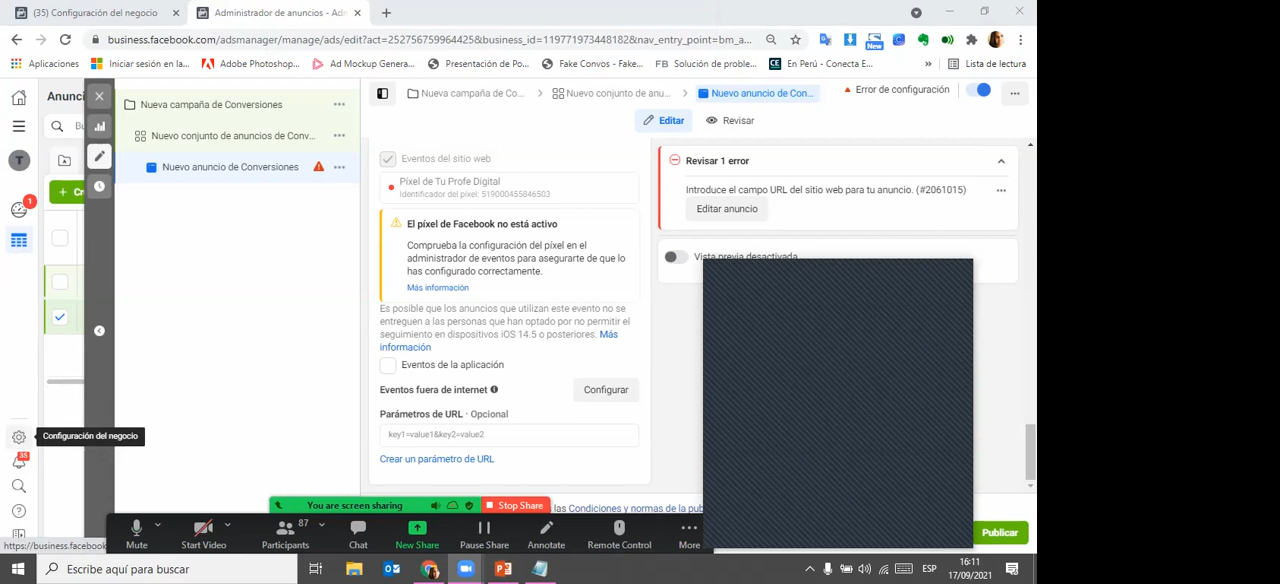 (35) Configuración del negocio
Administrador de anuncios - Adm
business.facebook.com/adsmanager/manage/ads/edit?act=252756759964425&business_id=119771973448182&nav_entry_point=bm_a...
New
Aplicaciones
Iniciar sesión en la...
Adobe Photoshop...
Ad Mockup Genera...
Presentación de Po...
Fake Convos - Fake...
FB Solución de proble...
En Perú - Conecta E...
»
Lista de lectura
Anunci
Nueva campaña de Conversiones
Nueva campaña de Co...
Nuevo conjunto de anu...
Nuevo anuncio de Con...
Error de configuración
Bu
Nuevo conjunto de anuncios de Conv...
Editar
Revisar
T
Nuevo anuncio de Conversiones
+ Cr
1
Eventos del sitio web
Píxel de Tu Profe Digital
Identificador del píxel: 519000455846503
El píxel de Facebook no está activo
Comprueba la configuración del píxel en el
administrador de eventos para asegurarte de que lo
has configurado correctamente.
Más información
Es posible que los anuncios que utilizan este evento no se
entreguen a las personas que han optado por no permitir el
seguimiento en dispositivos iOS 14.5 o posteriores. Más
información
Eventos de la aplicación
Eventos fuera de internet
Configurar
Parámetros de URL · Opcional
key1=value1&key2=value2
Crear un parámetro de URL
Revisar 1 error
Introduce el campo URL del sitio web para tu anuncio. (#2061015)
Editar anuncio
Vista previa desactivada
Configuración del negocio
35
You are screen sharing
Stop Share
las Condiciones y normas de la pub
Publicar
87
Mute
Start Video
Participants
Chat
New Share
Pause Share
Annotate
Remote Control
More
https://business.facebook
Escribe aquí para buscar
ESP
16:11
17/09/2021